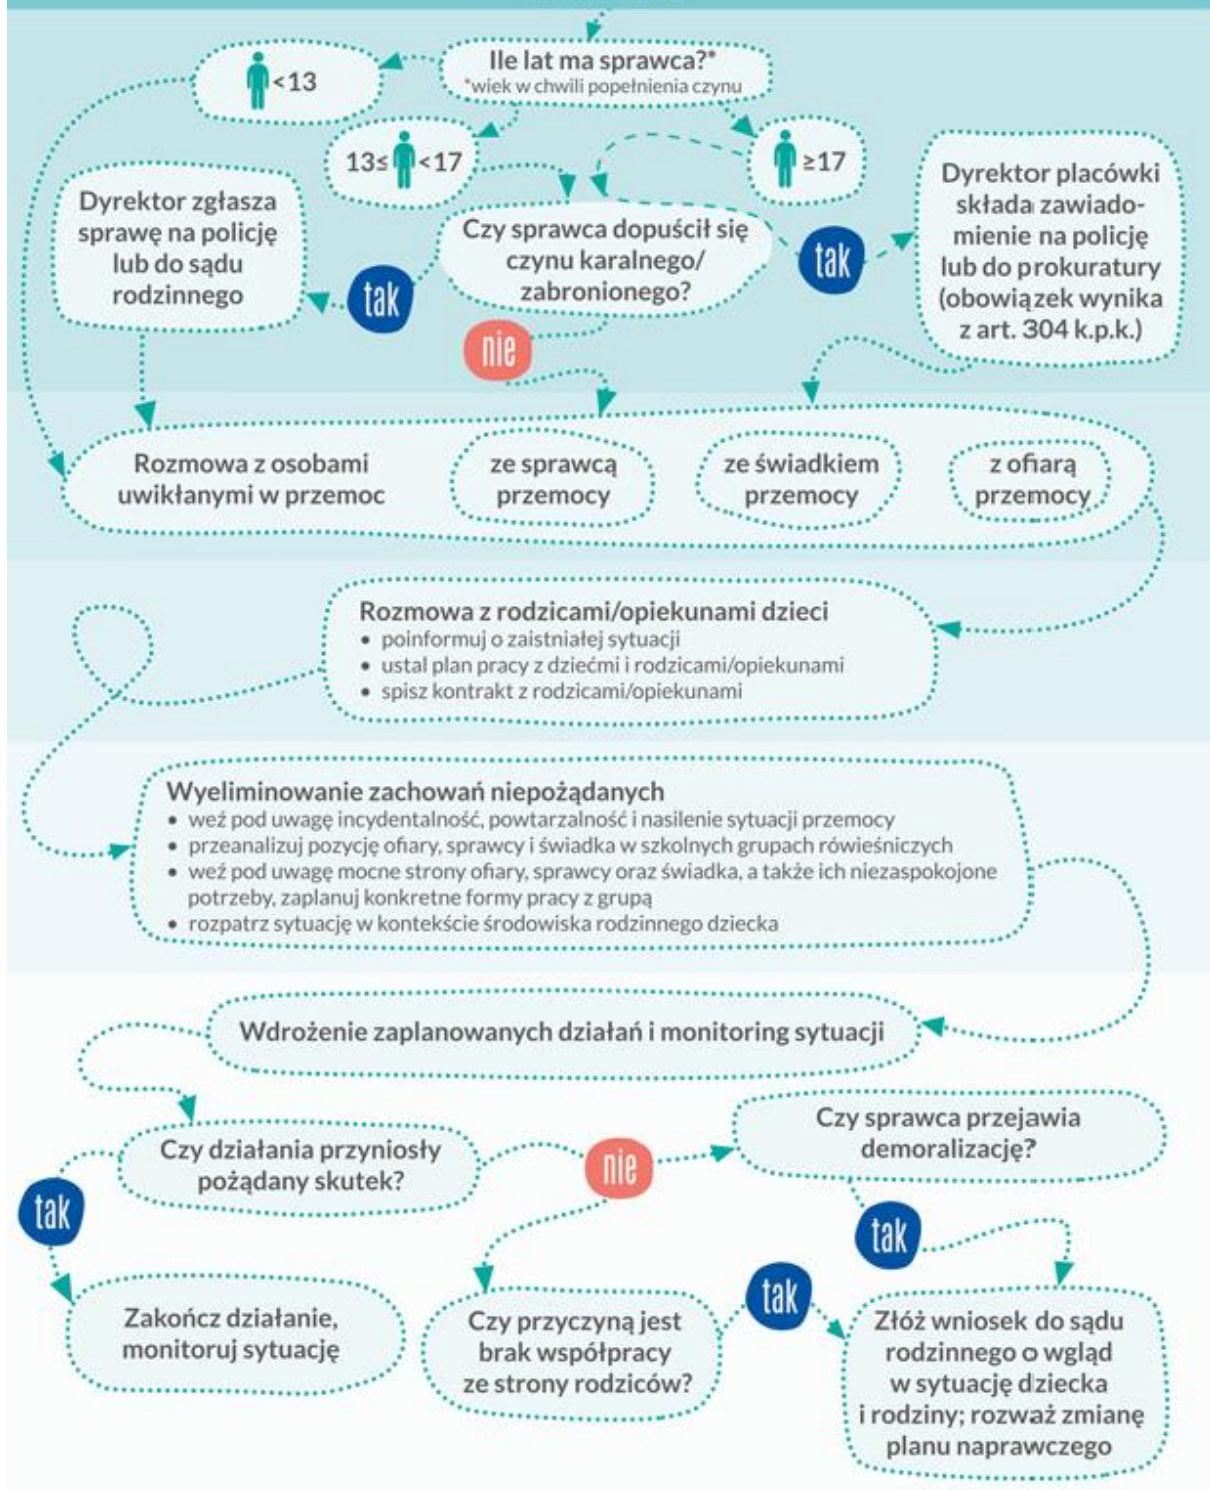 Ile lat ma sprawca?*
*wiek w chwili popełnienia czynu
<13
13≤ <17
≥17
Dyrektor zgłasza
sprawę na policję
lub do sądu
rodzinnego
tak
Czy sprawca dopuścił się
czynu karalnego/
zabronionego?
nie
tak
Dyrektor placówki
składa zawiado-
mienie na policję
lub do prokuratury
(obowiązek wynika
z art. 304 k.p.k.)
Rozmowa z osobami
uwikłanymi w przemoc
ze sprawcą
przemocy
ze świadkiem
przemocy
z ofiarą
przemocy
Rozmowa z rodzicami/opiekunami dzieci
• poinformuj o zaistniałej sytuacji
• ustal plan pracy z dziećmi i rodzicami/opiekunami
• spisz kontrakt z rodzicami/opiekunami
Wyeliminowanie zachowań niepożądanych
• weź pod uwagę incydentalność, powtarzalność i nasilenie sytuacji przemocy
• przeanalizuj pozycję ofiary, sprawcy i świadka w szkolnych grupach rówieśniczych
• weź pod uwagę mocne strony ofiary, sprawcy oraz świadka, a także ich niezaspokojone
potrzeby, zaplanuj konkretne formy pracy z grupą
• rozpatrz sytuację w kontekście środowiska rodzinnego dziecka
Wdrożenie zaplanowanych działań i monitoring sytuacji
Czy działania przyniosły
pożądany skutek?
nie
Czy sprawca przejawia
demoralizację?
tak
tak
tak
Zakończ działanie,
monitoruj sytuację
Czy przyczyną jest
brak współpracy
ze strony rodziców?
Złóż wniosek do sądu
rodzinnego o wgląd
w sytuację dziecka
i rodziny; rozważ zmianę
planu naprawczego